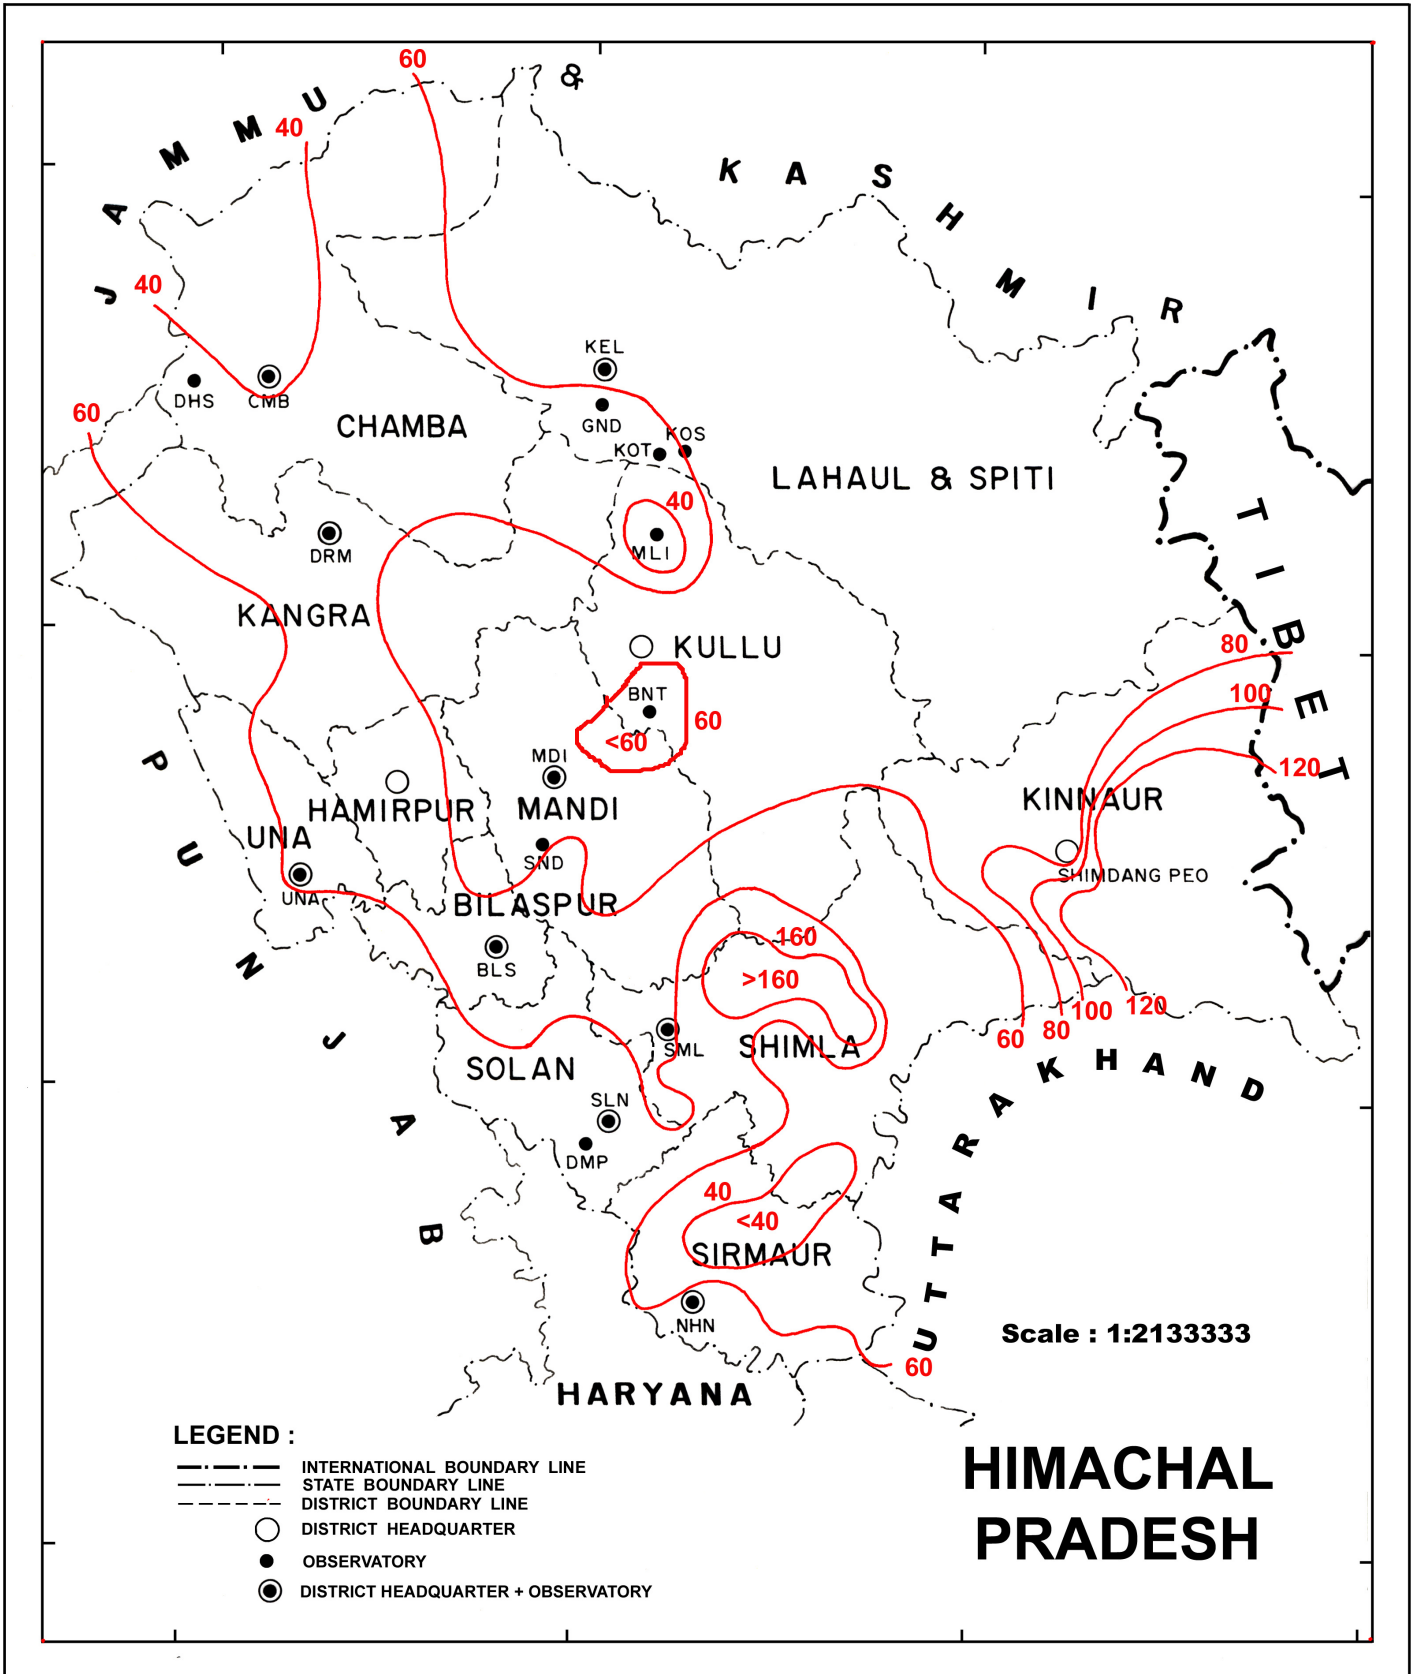 60
&
JAMMU
40
KASHMIR
40
KEL
DHS
CMB
GND
60
CHAMBA
KOS
KOT
LAHAUL & SPITI
40
TIBET
DRM
MLI
KANGRA
KULLU
80
BNT
100
60
<60
MDI
120
KINNAUR
HAMIRPUR
MANDI
UNA
SND
SHIMDANG PEO
UNA
BILASPUR
160
BLS
>160
100
120
60
80
SML
SHIMLA
SOLAN
UTTARAKHAND
SLN
PUNJAB
DMP
40
<40
SIRMAUR
NHN
Scale : 1:2133333
60
HARYANA
LEGEND :
INTERNATIONAL BOUNDARY LINE
STATE BOUNDARY LINE
DISTRICT BOUNDARY LINE
DISTRICT HEADQUARTER
OBSERVATORY
DISTRICT HEADQUARTER + OBSERVATORY
HIMACHAL
PRADESH